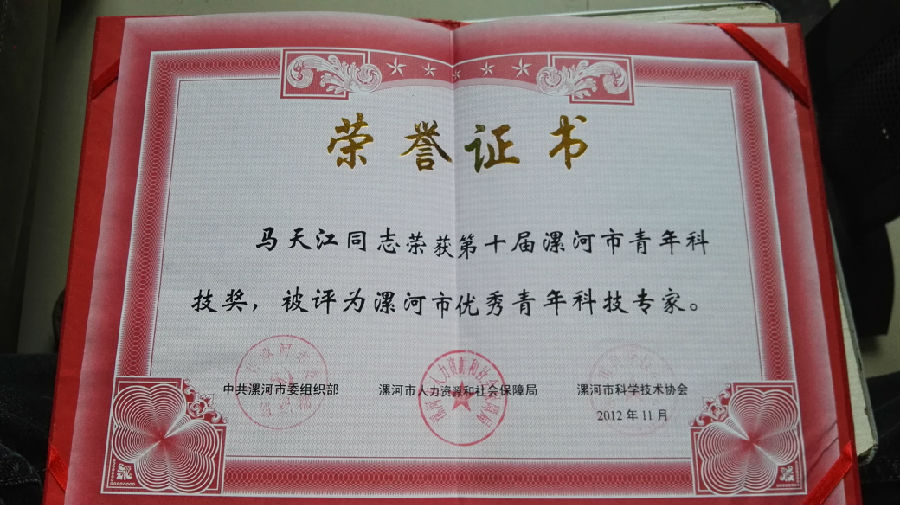 荣誉证书
马天江同志荣获第十届漯河市青年科
技奖，被评为漯河市优秀青年科技专家。
中共漯河市委组织部 漯河市人力资源和社会保障局 漯河市科学技术协会
2012年11月